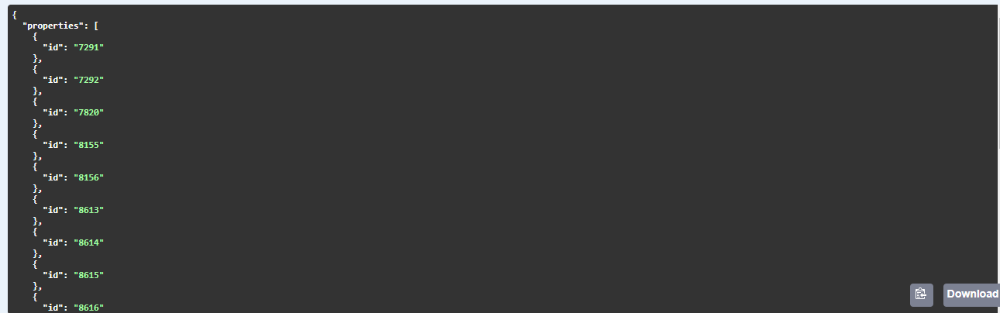 {
"properties": [
{
"id": "7291"
},
{
"id": "7292"
},
{
"id": "7820"
},
{
"id": "8155"
},
{
"id": "8156"
},
{
"id": "8613"
},
{
"id": "8614"
},
{
"id": "8615"
},
{
"id": "8616"
Download